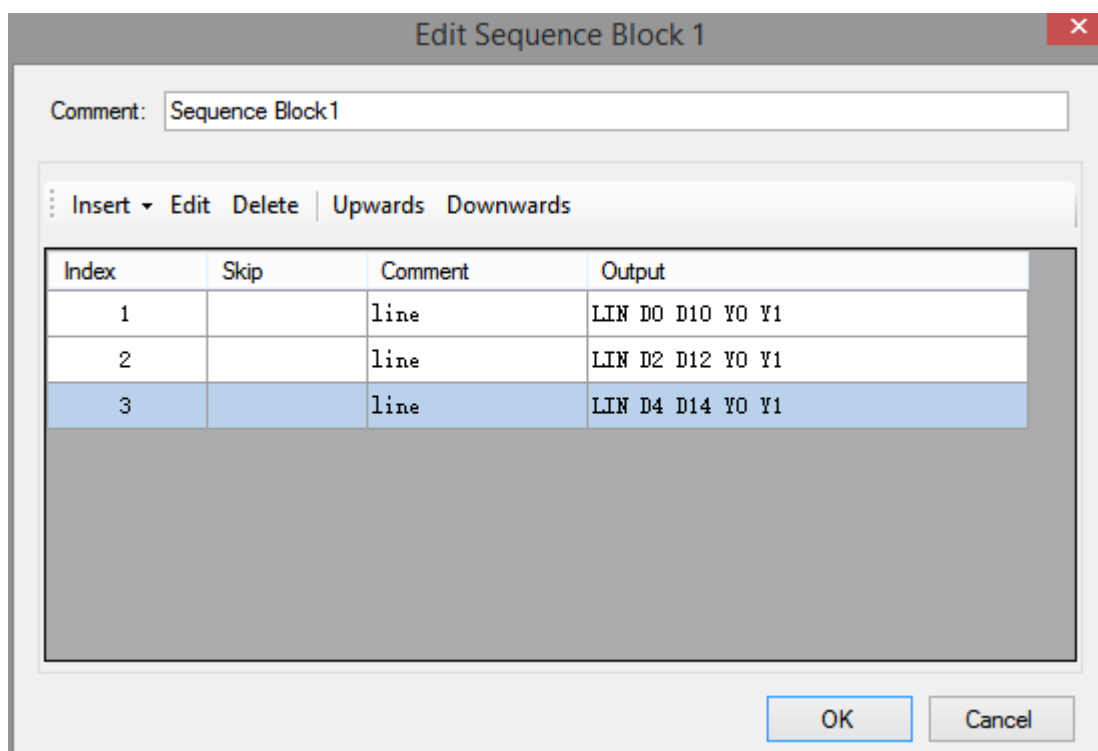 Edit Sequence Block 1
Comment: Sequence Block1
Insert Edit Delete Upwards Downwards
Index Skip Comment Output
1 line LIN D0 D10 Y0 Y1
2 line LIN D2 D12 Y0 Y1
3 line LIN D4 D14 Y0 Y1
OK Cancel